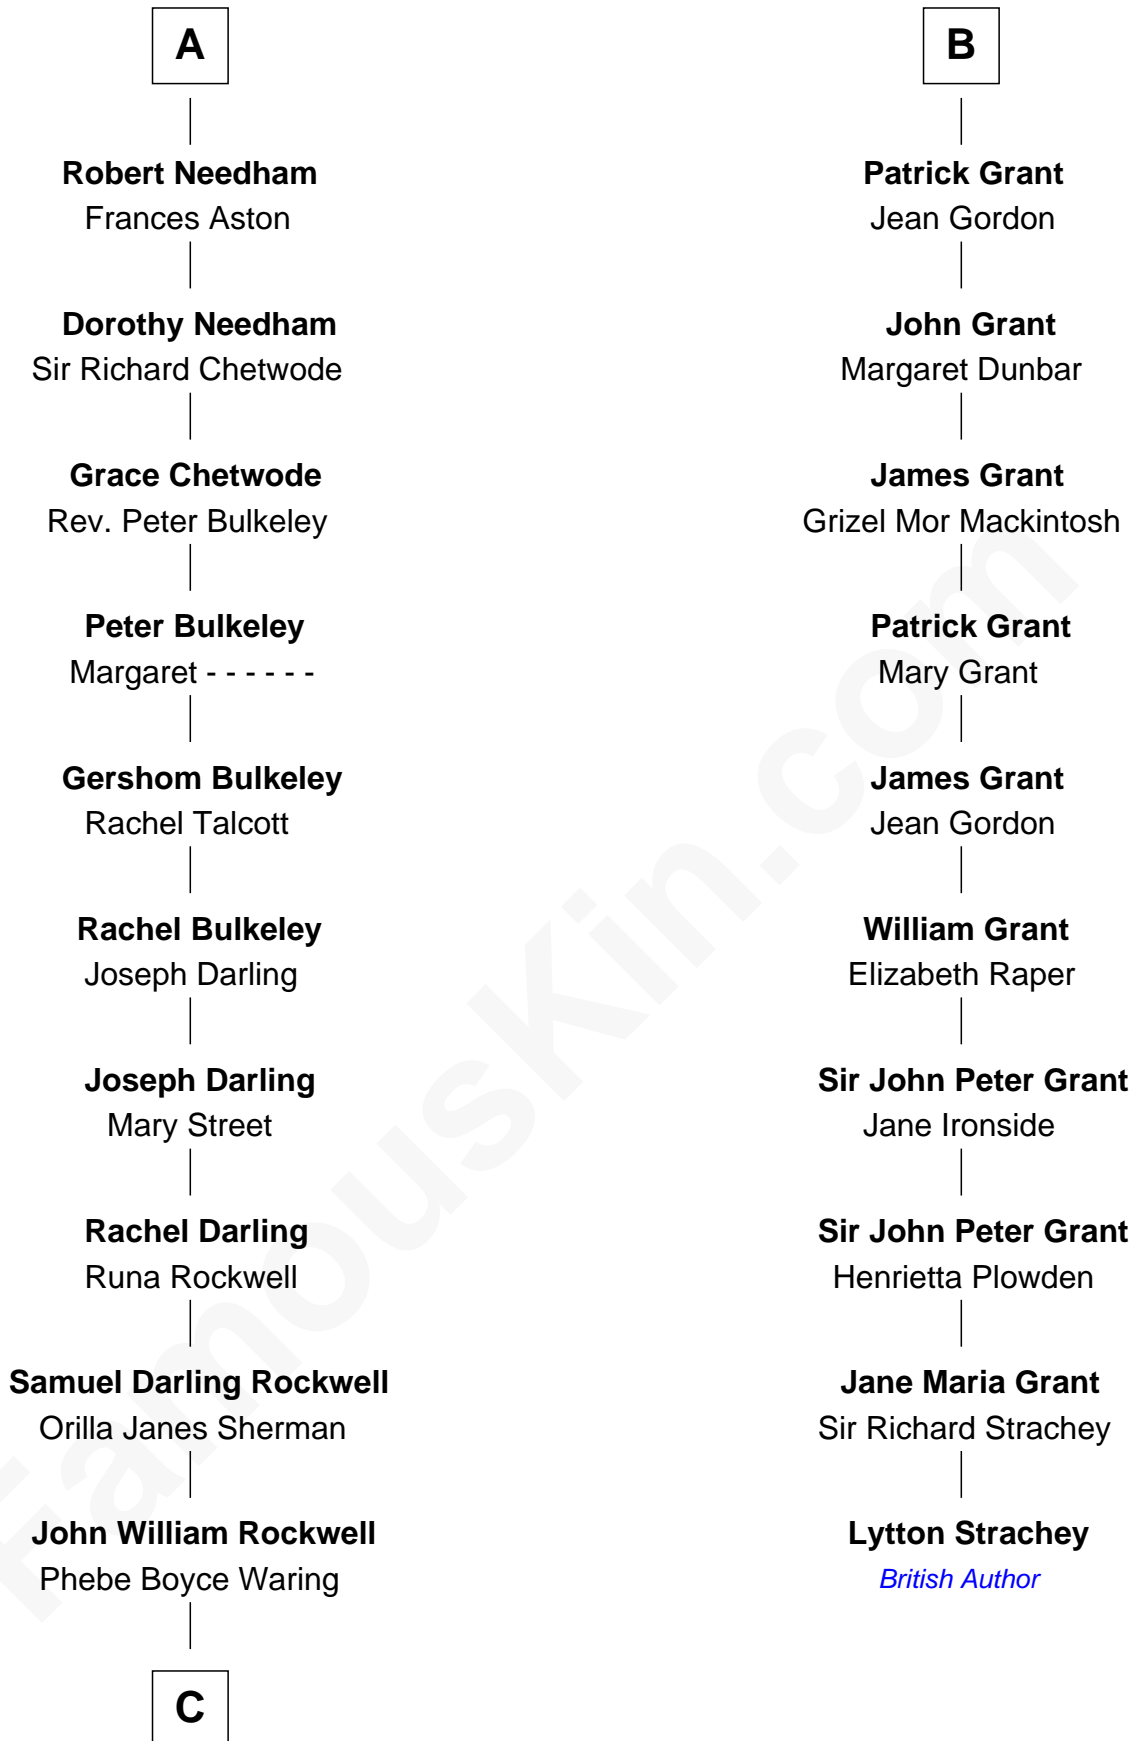 A
Robert Needham
Frances Aston
Dorothy Needham
Sir Richard Chetwode
Grace Chetwode
Rev. Peter Bulkeley
Peter Bulkeley
Margaret - - - - - -
Gershom Bulkeley
Rachel Talcott
Rachel Bulkeley
Joseph Darling
Joseph Darling
Mary Street
Rachel Darling
Runa Rockwell
Samuel Darling Rockwell
Orilla Janes Sherman
John William Rockwell
Phebe Boyce Waring
C
B
Patrick Grant
Jean Gordon
John Grant
Margaret Dunbar
James Grant
Grizel Mor Mackintosh
Patrick Grant
Mary Grant
James Grant
Jean Gordon
William Grant
Elizabeth Raper
Sir John Peter Grant
Jane Ironside
Sir John Peter Grant
Henrietta Plowden
Jane Maria Grant
Sir Richard Strachey
Lytton Strachey
British Author
FamousKin.com